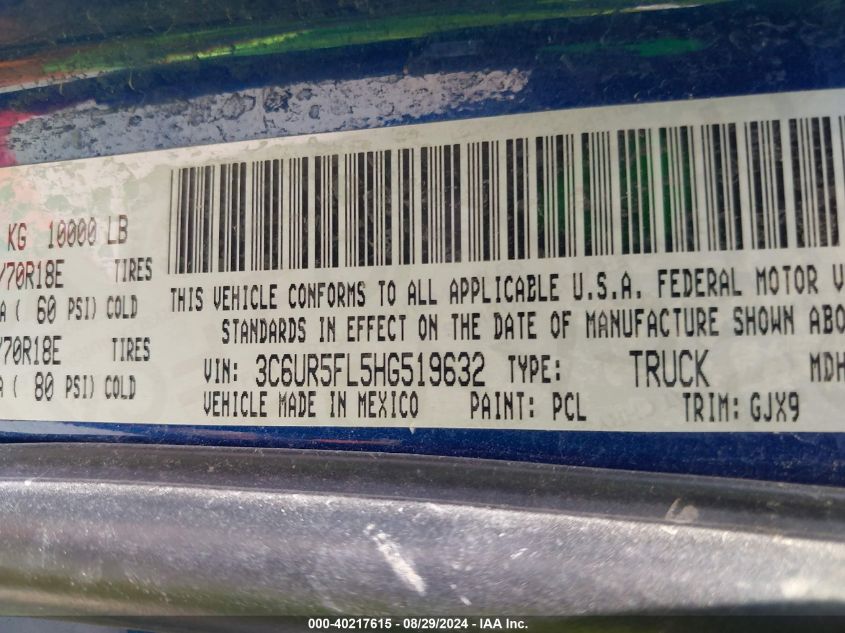 KG 10000 LB
/70R18E TIRES
A ( 60 PSI) COLD
/70R18E TIRES
A ( 80 PSI) COLD
THIS VEHICLE CONFORMS TO ALL APPLICABLE U.S.A. FEDERAL MOTOR V
STANDARDS IN EFFECT ON THE DATE OF MANUFACTURE SHOWN ABO
VIN: 3C6UR5FL5HG519632 TYPE: TRUCK MDH
VEHICLE MADE IN MEXICO PAINT: PCL TRIM: GJX9
000-40217615 - 08/29/2024 - IAA Inc.